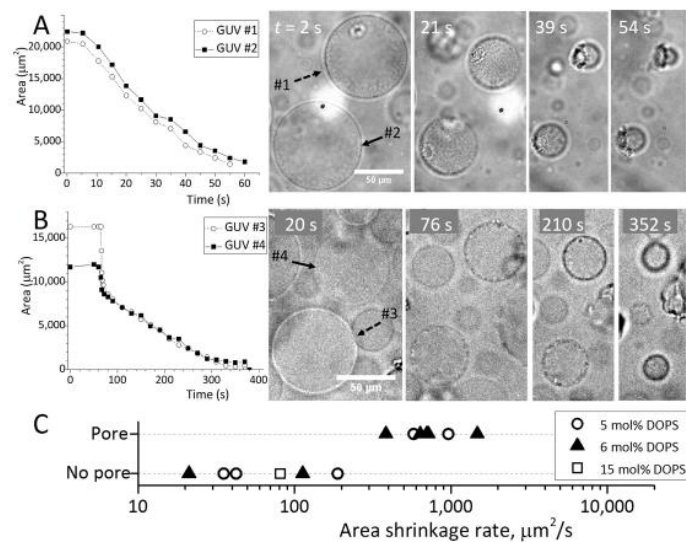 A
Area (µm²)
20,000
15,000
10,000
5,000
0
0 10 20 30 40 50 60
Time (s)
GUV #1
GUV #2
t = 2 s
21 s
39 s
54 s
#1
#2
50 µm
B
Area (µm²)
15,000
10,000
5,000
0
0 100 200 300 400
Time (s)
GUV #3
GUV #4
20 s
76 s
210 s
352 s
#4
#3
50 µm
C
Pore
No pore
10 100 1,000 10,000
Area shrinkage rate, µm²/s
5 mol% DOPS
6 mol% DOPS
15 mol% DOPS